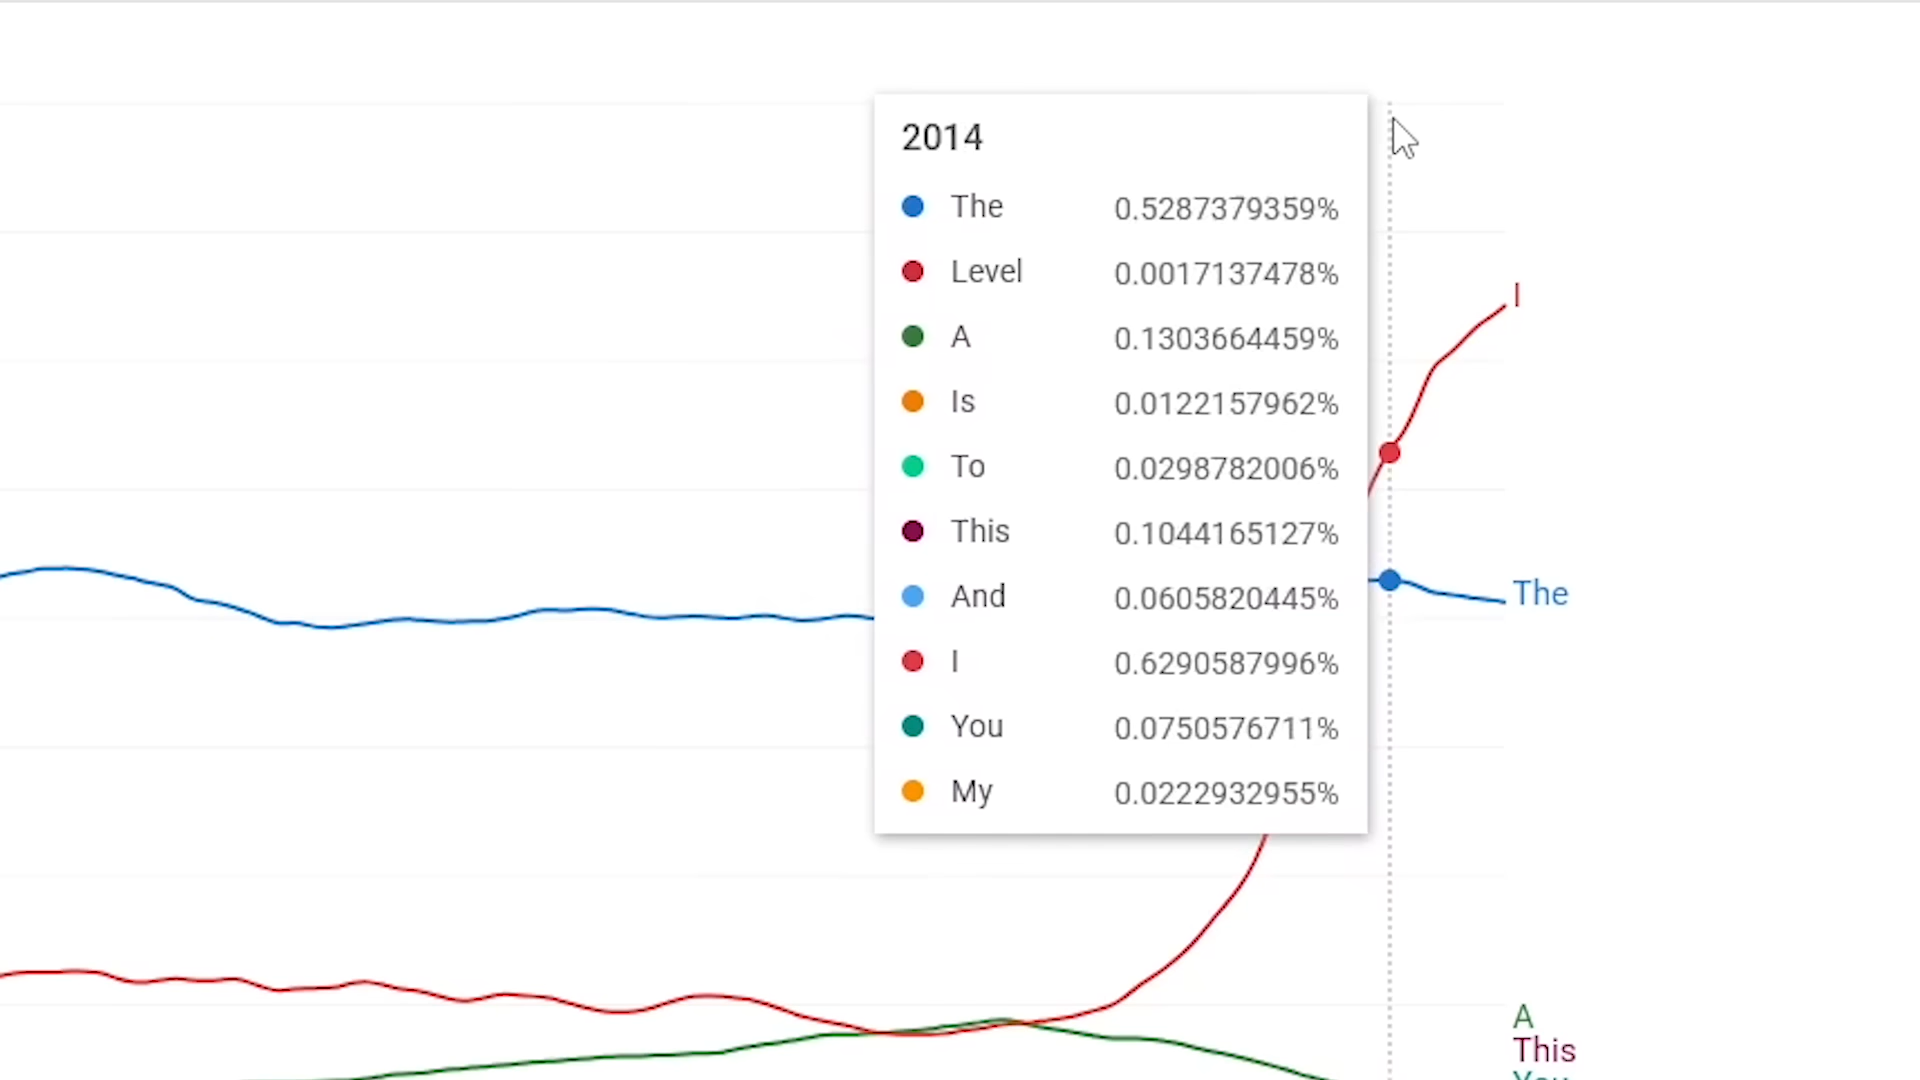 2014
The 0.5287379359%
Level 0.0017137478%
A 0.1303664459%
Is 0.0122157962%
To 0.0298782006%
This 0.1044165127%
And 0.0605820445%
I 0.6290587996%
You 0.0750576711%
My 0.0222932955%
I
The
A
This
You